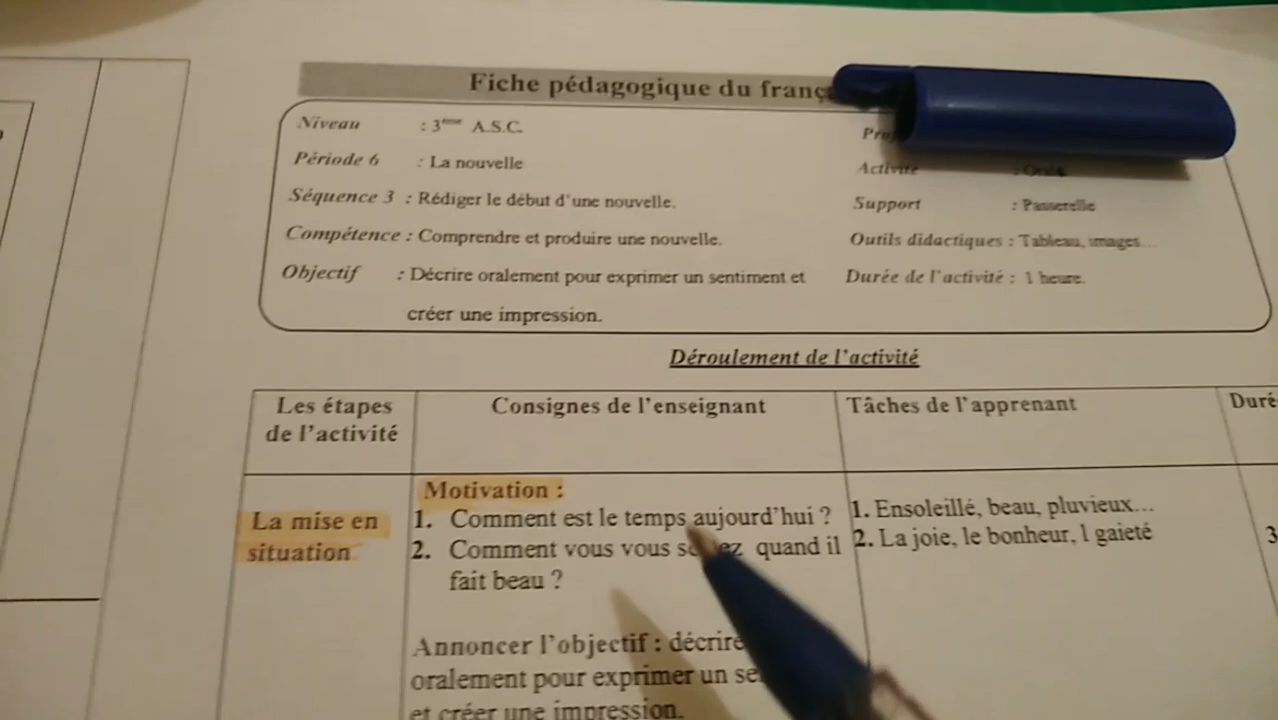 Fiche pédagogique du franç
Niveau : 3ème A.S.C.
Période 6 : La nouvelle
Séquence 3 : Rédiger le début d'une nouvelle.
Compétence : Comprendre et produire une nouvelle.
Objectif : Décrire oralement pour exprimer un sentiment et
créer une impression.
Activité
Support : Passerelle
Outils didactiques : Tableau, images...
Durée de l'activité : 1 heure.
Déroulement de l'activité
Les étapes
de l'activité
Consignes de l'enseignant
Tâches de l'apprenant
Duré
La mise en
situation
Motivation :
1. Comment est le temps aujourd'hui ?
2. Comment vous vous quand il
fait beau ?
Annoncer l'objectif : décrire
oralement pour exprimer un
et créer une impression.
1. Ensoleillé, beau, pluvieux...
2. La joie, le bonheur, l gaieté
3